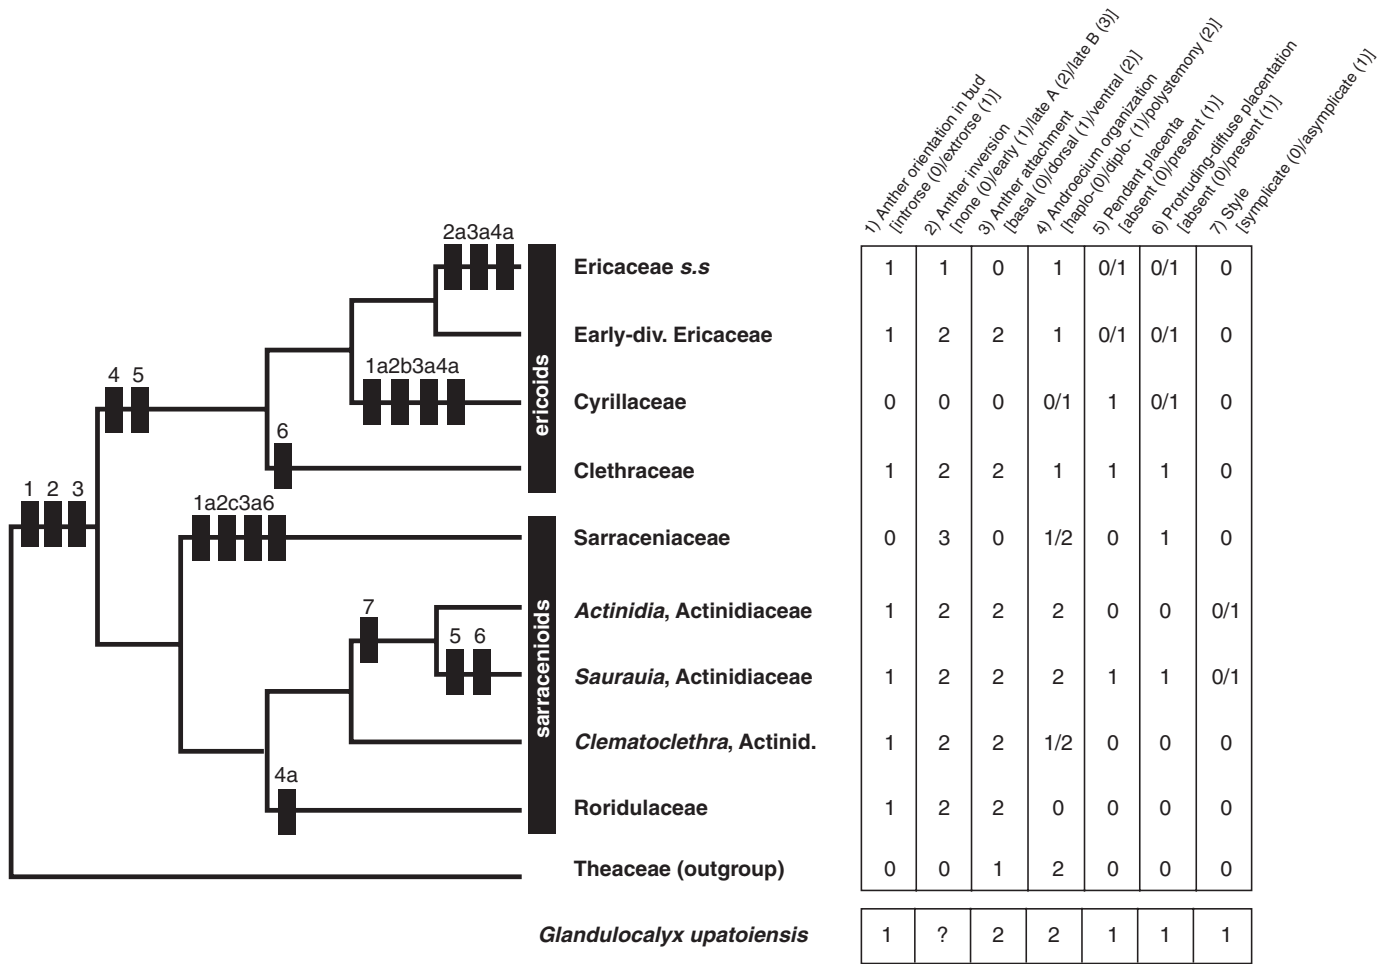 1) Anther orientation in bud
[introrse (0)/extrorse (1)]
2) Anther inversion
[none (0)/early (1)/late A (2)/late B (3)]
3) Anther attachment
[basal (0)/dorsal (1)/ventral (2)]
4) Androecium organization
[haplo-(0)/diplo- (1)/polystemony (2)]
5) Pendant placenta
[absent (0)/present (1)]
6) Protruding-diffuse placentation
[absent (0)/present (1)]
7) Style
[symplicate (0)/asymplicate (1)]
2a3a4a
Ericaceae s.s 1 1 0 1 0/1 0/1 0
Early-div. Ericaceae 1 2 2 1 0/1 0/1 0
1a2b3a4a
4 5
Cyrillaceae 0 0 0 0/1 1 0/1 0
ericoids
6
Clethraceae 1 2 2 1 1 1 0
1 2 3
1a2c3a6
Sarraceniaceae 0 3 0 1/2 0 1 0
7
Actinidia, Actinidiaceae 1 2 2 2 0 0 0/1
5 6
Saurauia, Actinidiaceae 1 2 2 2 1 1 0/1
sarracenioids
Clematoclethra, Actinid. 1 2 2 1/2 0 0 0
4a
Roridulaceae 1 2 2 0 0 0 0
Theaceae (outgroup) 0 0 1 2 0 0 0
Glandulocalyx upatoiensis 1 ? 2 2 1 1 1